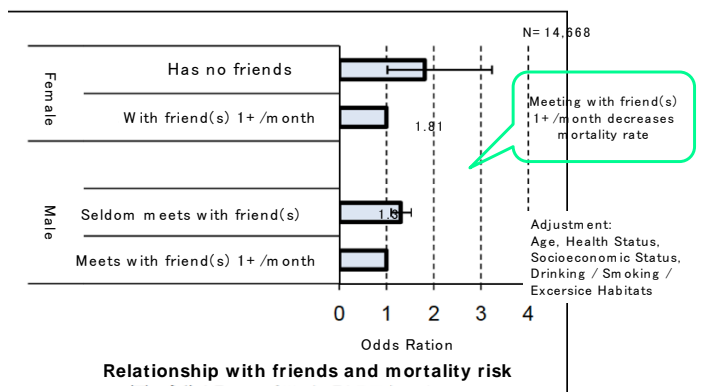 N= 14,668
Female
Has no friends
With friend(s) 1+/month
1.81
Meeting with friend(s)
1+/month decreases
mortality rate
Male
Seldom meets with friend(s)
Meets with friend(s) 1+/month
Adjustment:
Age, Health Status,
Socioeconomic Status,
Drinking / Smoking /
Excersice Habitats
0 1 2 3 4
Odds Ration
Relationship with friends and mortality risk